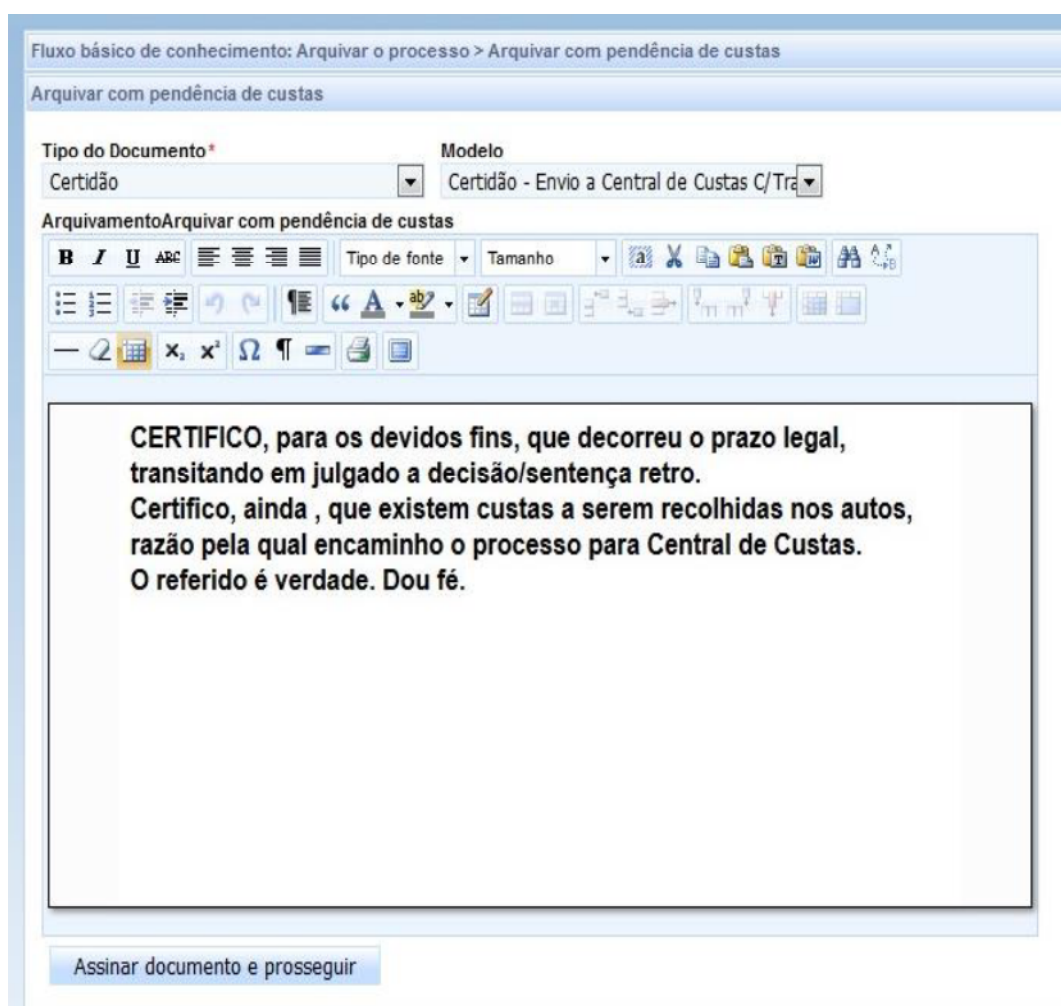 Fluxo básico de conhecimento: Arquivar o processo > Arquivar com pendência de custas
Arquivar com pendência de custas
Tipo do Documento* Modelo
Certidão Certidão - Envio a Central de Custas C/Tra
ArquivamentoArquivar com pendência de custas
B I U ABC Tipo de fonte Tamanho
CERTIFICO, para os devidos fins, que decorreu o prazo legal,
transitando em julgado a decisão/sentença retro.
Certifico, ainda , que existem custas a serem recolhidas nos autos,
razão pela qual encaminho o processo para Central de Custas.
O referido é verdade. Dou fé.
Assinar documento e prosseguir